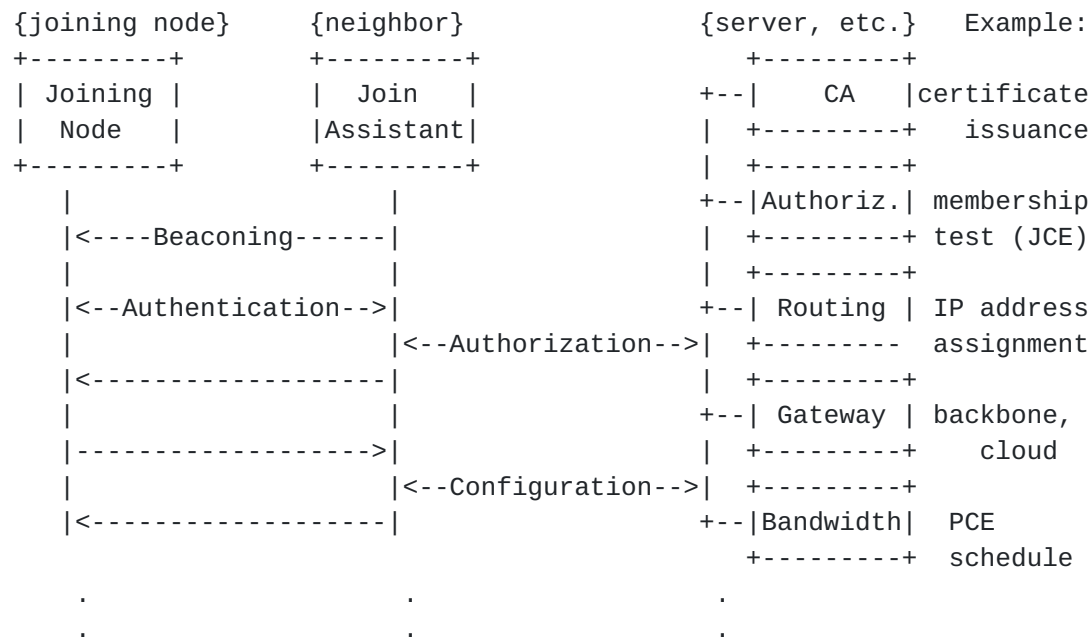 {joining node}     {neighbor}               {server, etc.}   Example:
+---------+        +---------+                 +---------+
| Joining |        |  Join   |              +--|    CA   |certificate
|  Node   |        |Assistant|              |  +---------+   issuance
+---------+        +---------+              |  +---------+
   |                    |                   +--|Authoriz.| membership
   |<----Beaconing------|                   |  +---------+ test (JCE)
   |                    |                   |  +---------+
   |<--Authentication-->|                   +--| Routing | IP address
   |                    |<--Authorization-->|  +---------  assignment
   |<-------------------|                   |  +---------+
   |                    |                   +--| Gateway | backbone,
   |------------------->|                   |  +---------+    cloud
   |                    |<--Configuration-->|  +---------+
   |<-------------------|                   +--|Bandwidth|  PCE
                                               +---------+  schedule
    .                    .                   .
    .                    .                   .